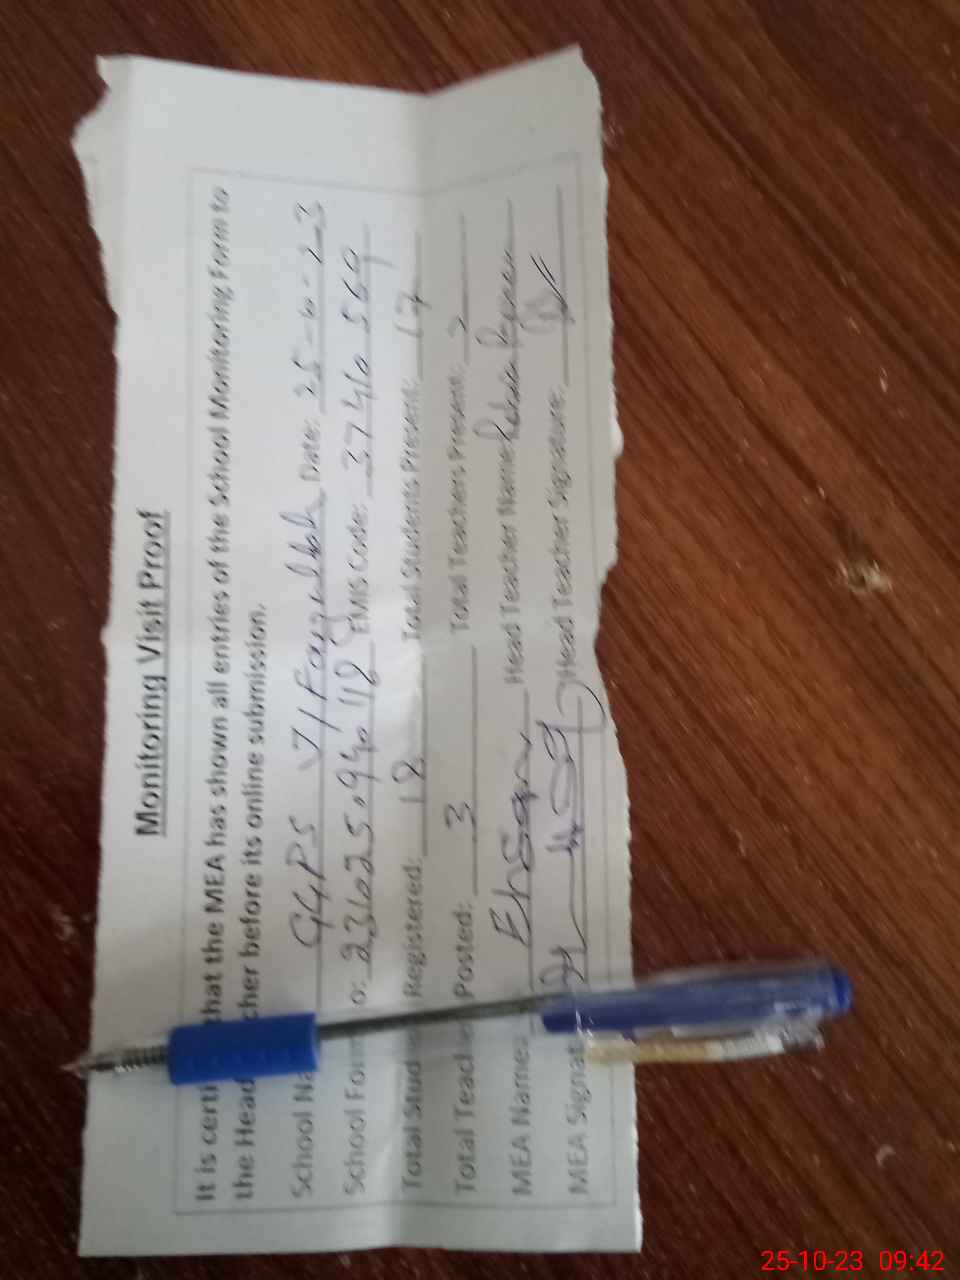 Monitoring Visit Proof
It is certi hat the MEA has shown all entries of the School Monitoring Form to
the Head cher before its online submission.
School Na GGPS Date: 25-10-23
School For o: EMIS Code: 37410569
Total Stud Registered: 18 Total Students Present: 17
Total Teach Posted: 3 Total Teachers Present: 2
MEA Name: Ehsan Head Teacher Name:
MEA Signat Head Teacher Signature:
25-10-23 09:42